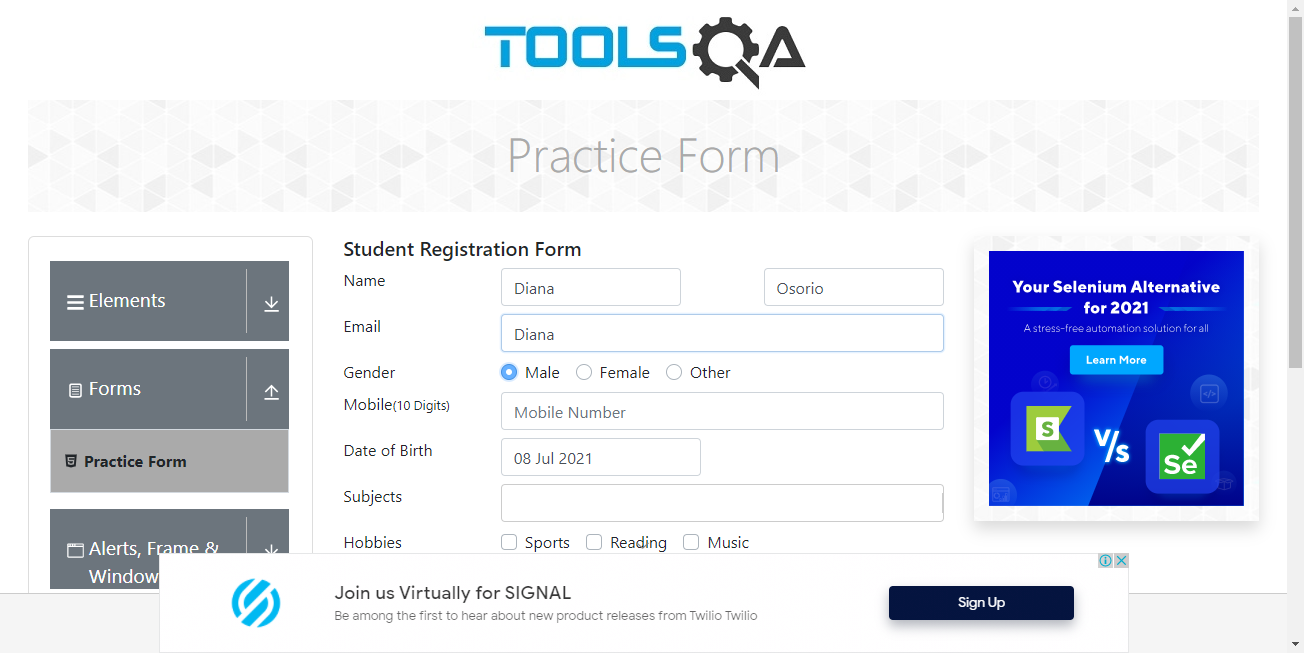 TOOLSQA
Practice Form
Elements
Forms
Practice Form
Alerts, Frame &
Window
Student Registration Form
Name
Diana
Osorio
Email
Diana
Gender
Male
Female
Other
Mobile(10 Digits)
Mobile Number
Date of Birth
08 Jul 2021
Subjects
Hobbies
Sports
Reading
Music
Your Selenium Alternative
for 2021
A stress-free automation solution for all
Learn More
S
V/s
Se
Join us Virtually for SIGNAL
Be among the first to hear about new product releases from Twilio Twilio
Sign Up